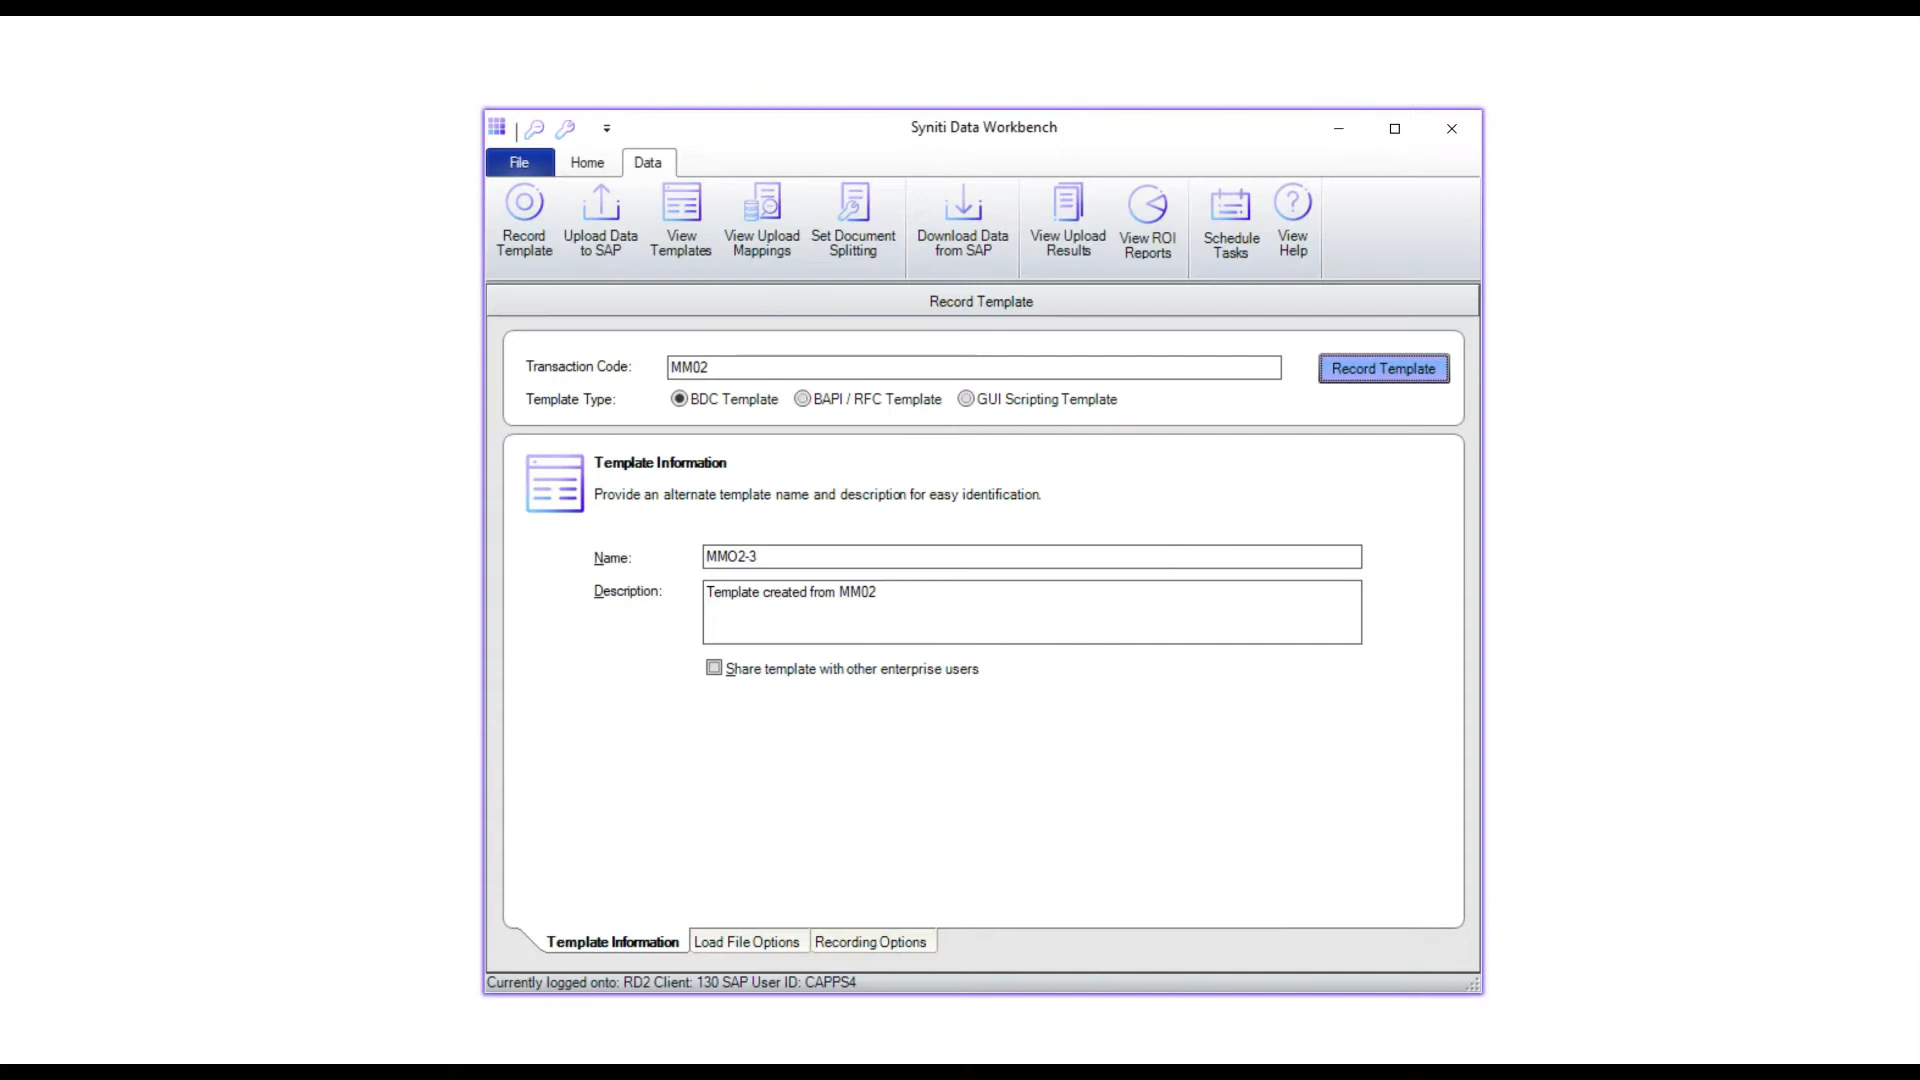 Syniti Data Workbench
File Home Data
Record Template
Upload Data to SAP
View Templates
View Upload Mappings
Set Document Splitting
Download Data from SAP
View Upload Results
View ROI Reports
Schedule Tasks
View Help
Record Template
Transaction Code: MM02 Record Template
Template Type: BDC Template BAPI / RFC Template GUI Scripting Template
Template Information
Provide an alternate template name and description for easy identification.
Name: MMO2-3
Description: Template created from MM02
Share template with other enterprise users
Template Information Load File Options Recording Options
Currently logged onto: RD2 Client: 130 SAP User ID: CAPPS4